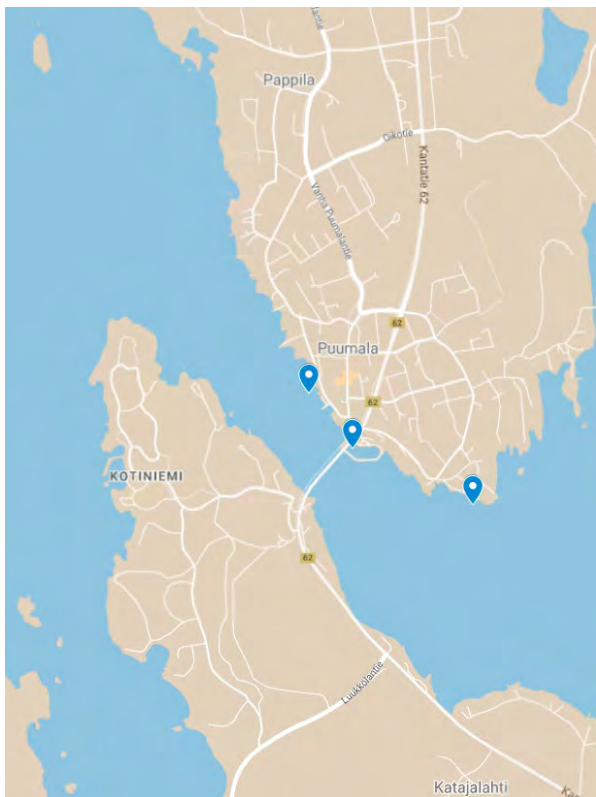 Pappila
Oikotie
Kantatie 62
Vanha Puumalantie
62
Puumala
62
KOTINIEMI
62
Luukkolantie
Katajalahti